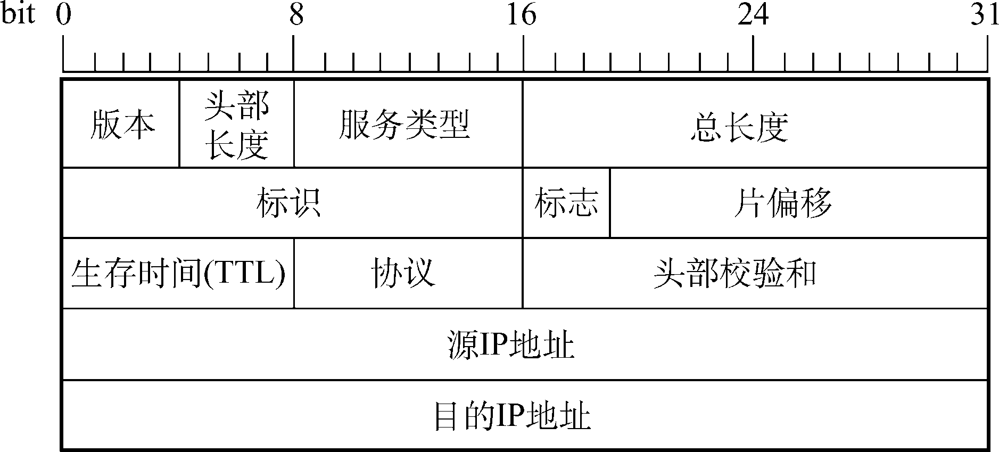 bit 0 8 16 24 31
版本 头部长度 服务类型 总长度
标识 标志 片偏移
生存时间(TTL) 协议 头部校验和
源IP地址
目的IP地址